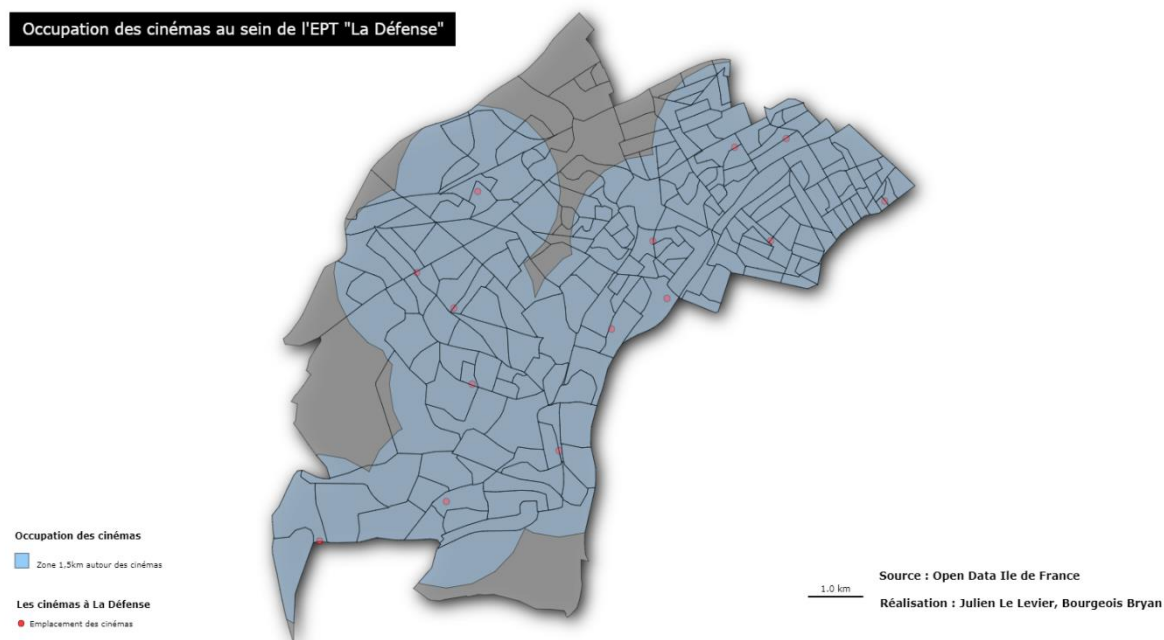 Occupation des cinémas au sein de l'EPT "La Défense"
Occupation des cinémas
Zone 1,5km autour des cinémas
Les cinémas à La Défense
Emplacement des cinémas
1.0 km
Source : Open Data Ile de France
Réalisation : Julien Le Levier, Bourgeois Bryan